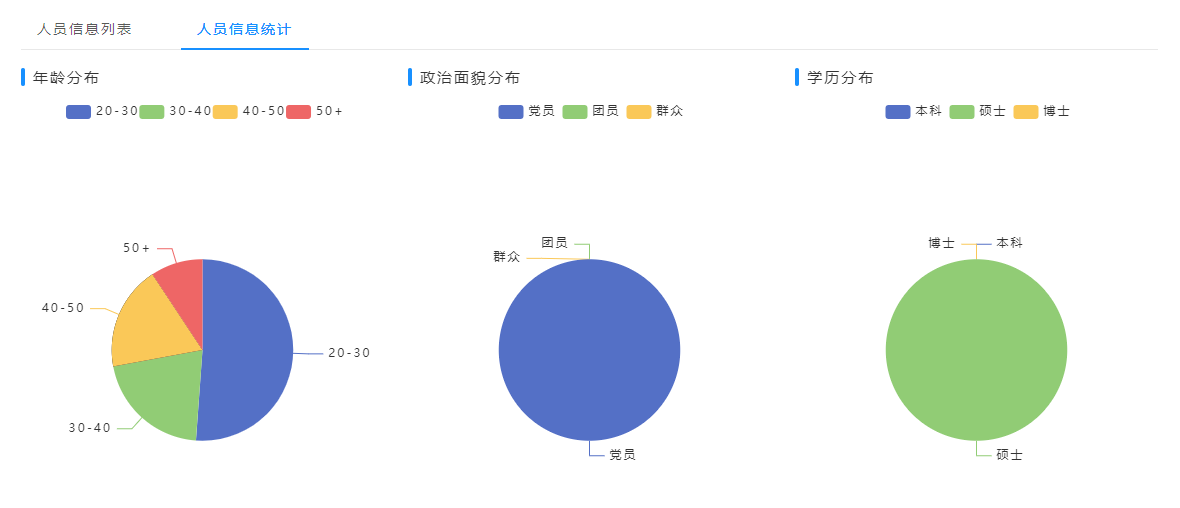 人员信息列表 人员信息统计
年龄分布
20-30 30-40 40-50 50+
50+
40-50
20-30
30-40
政治面貌分布
党员 团员 群众
团员
群众
党员
学历分布
本科 硕士 博士
博士 本科
硕士